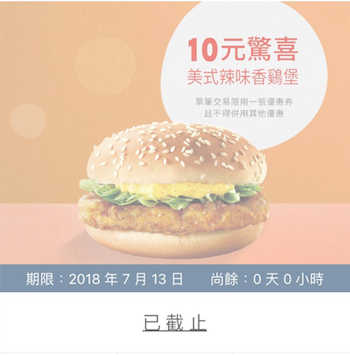 10元驚喜
美式辣味香鷄堡
單筆交易限用一張優惠券
且不得併用其他優惠
期限：2018 年 7 月 13 日 尚餘：0 天 0 小時
已截止